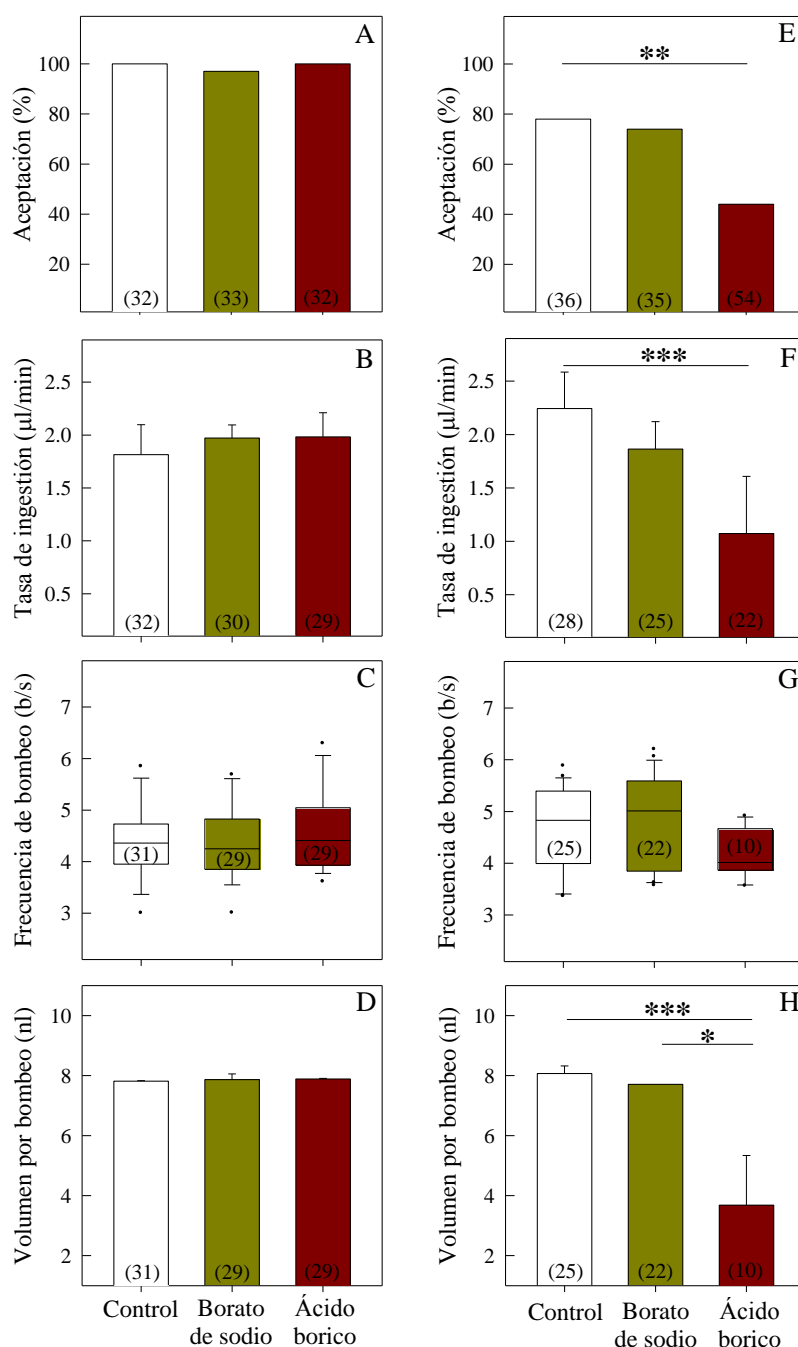 A
Aceptación (%)
100
80
60
40
20
(32)
(33)
(32)
E
**
Aceptación (%)
100
80
60
40
20
(36)
(35)
(54)
B
Tasa de ingestión (µl/min)
2.5
2.0
1.5
1.0
0.5
(32)
(30)
(29)
F
***
Tasa de ingestión (µl/min)
2.5
2.0
1.5
1.0
0.5
(28)
(25)
(22)
C
Frecuencia de bombeo (b/s)
7
6
5
4
3
(31)
(29)
(29)
G
Frecuencia de bombeo (b/s)
7
6
5
4
3
(25)
(22)
(10)
D
Volumen por bombeo (nl)
10
8
6
4
2
(31)
(29)
(29)
Control
Borato
de sodio
Ácido
borico
H
***
*
Volumen por bombeo (nl)
10
8
6
4
2
(25)
(22)
(10)
Control
Borato
de sodio
Ácido
borico